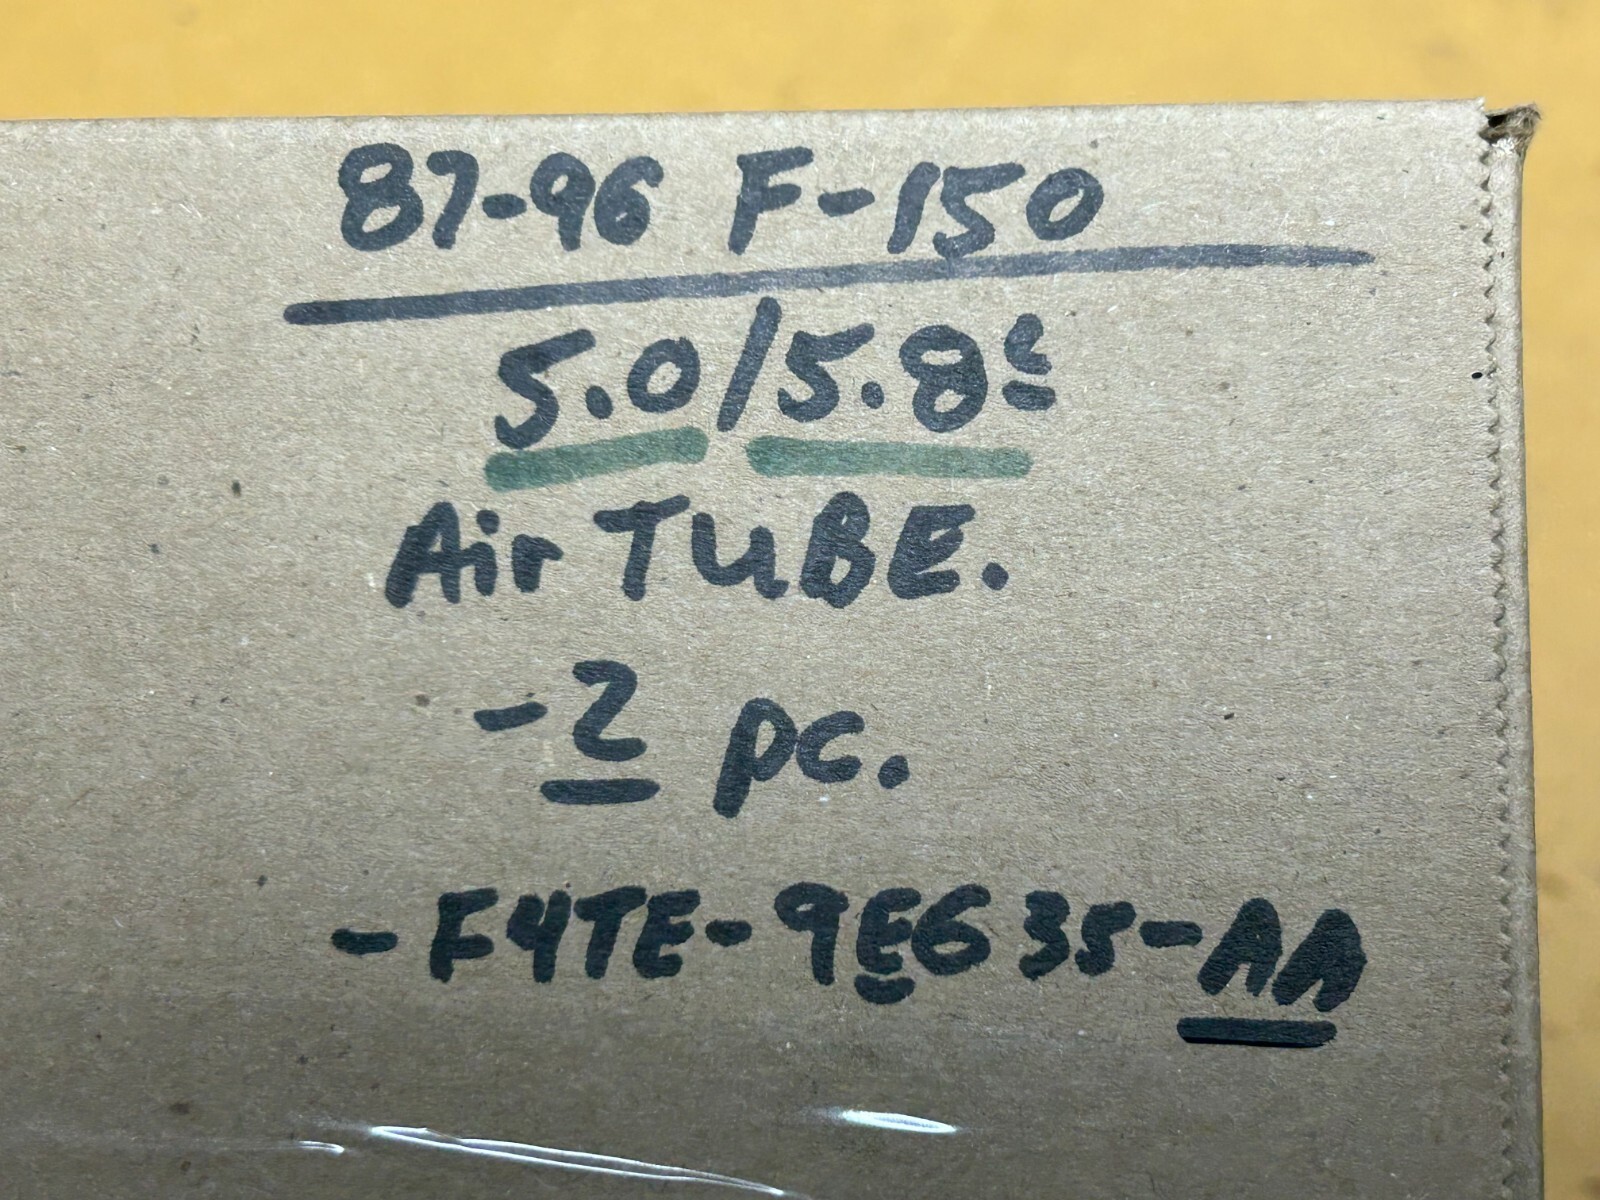 87-96 F-150
5.0/5.8ℓ
Air TUBE.
-2 pc.
-F4TE-9E635-AA